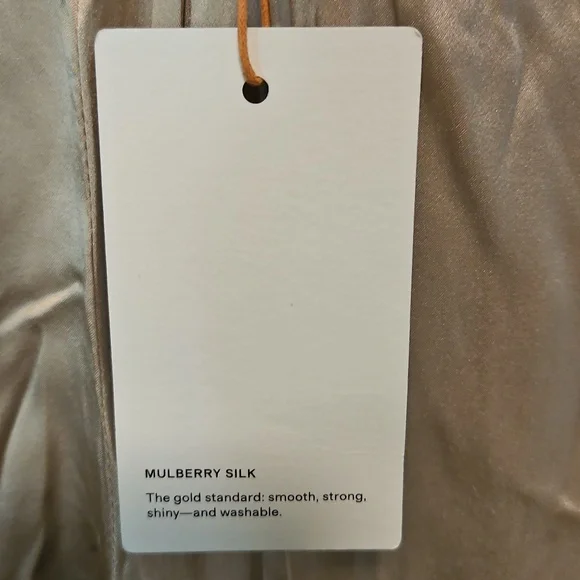 MULBERRY SILK
The gold standard: smooth, strong,
shiny—and washable.